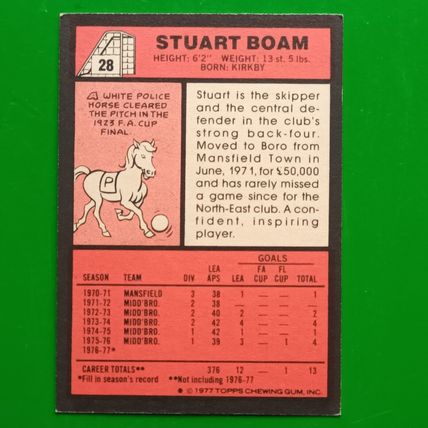 28
STUART BOAM
HEIGHT: 6'2" WEIGHT: 13 st. 5 lbs.
BORN: KIRKBY
A WHITE POLICE
HORSE CLEARED
THE PITCH IN THE
1923 F.A. CUP
FINAL.
P
Stuart is the skipper
and the central de-
fender in the club's
strong back-four.
Moved to Boro from
Mansfield Town in
June, 1971, for £50,000
and has rarely missed
a game since for the
North-East club. A con-
fident, inspiring
player.
GOALS
LEA FA FL
SEASON TEAM DIV APS LEA CUP CUP TOTAL
1970-71 MANSFIELD 3 38 1 — — 1
1971-72 MIDD'BRO. 2 38 — — — —
1972-73 MIDD'BRO. 2 40 2 — — 2
1973-74 MIDD'BRO. 2 42 4 — — 4
1974-75 MIDD'BRO. 1 42 1 — — 1
1975-76 MIDD'BRO. 1 39 3 — 1 4
1976-77*
CAREER TOTALS** 376 12 — 1 13
*Fill in season's record **Not including 1976-77
© 1977 TOPPS CHEWING GUM, INC.